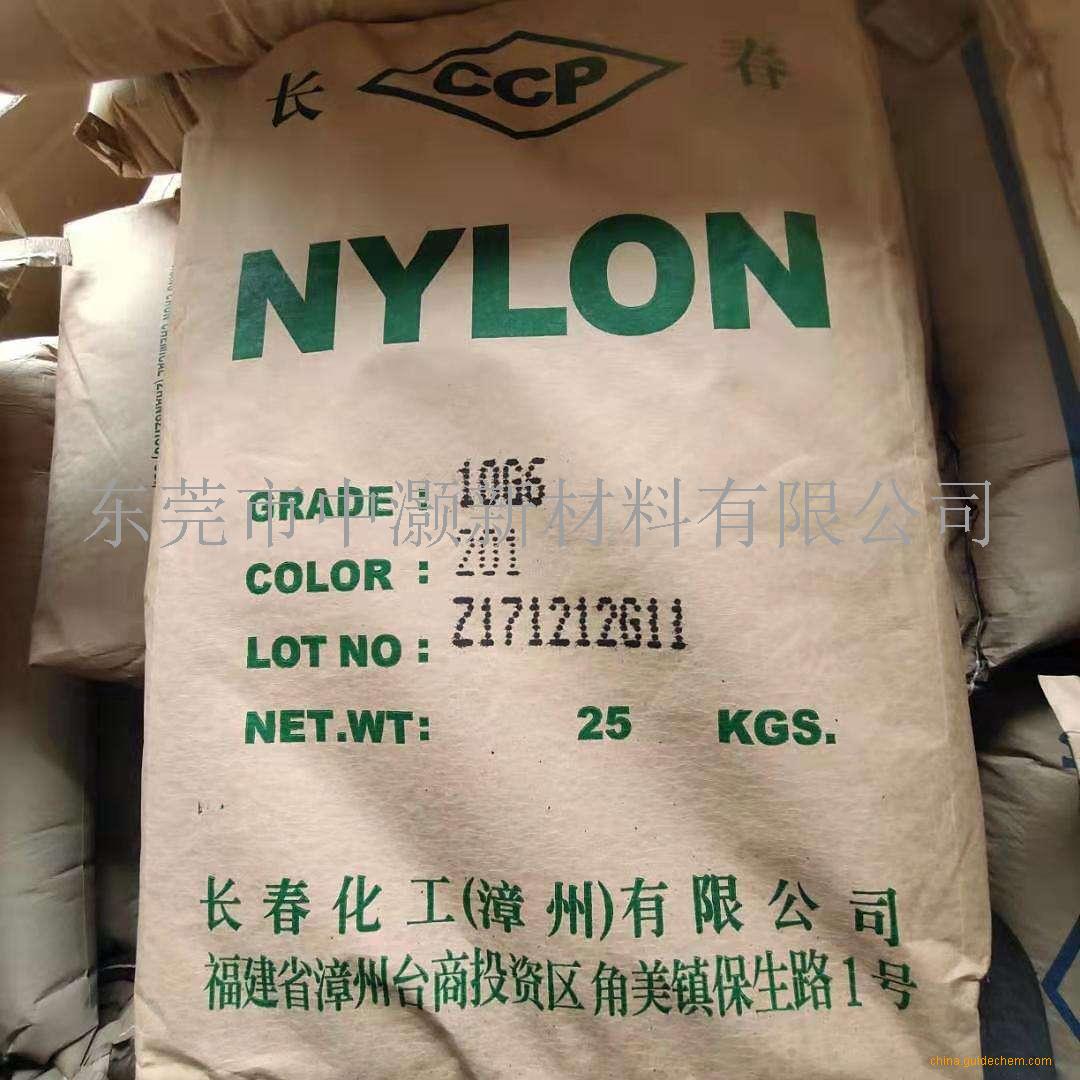 长 CCP 春
NYLON
GRADE : 10G6
东莞市中灏新材料有限公司
COLOR : 201
LOT NO : Z171212G11
NET.WT: 25 KGS.
长春化工(漳州)有限公司
福建省漳州台商投资区角美镇保生路1号
china.guidechem.com